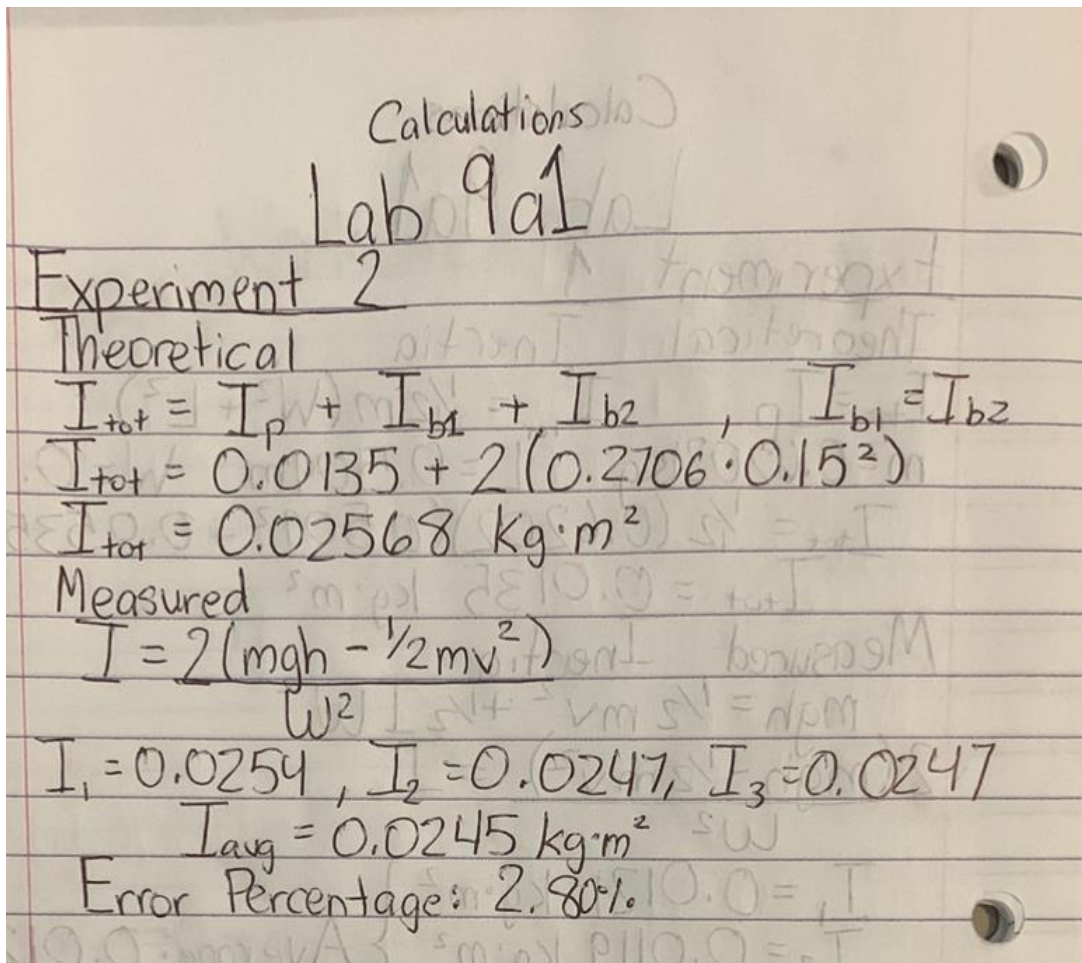 Calculations
Lab 9a1
Experiment 2
Theoretical
I_tot = I_p + I_b1 + I_b2 , I_b1 = I_b2
I_tot = 0.0135 + 2(0.2706·0.15²)
I_tot = 0.02568 kg·m²
Measured
I = 2(mgh - 1/2mv²)
ω²
I₁ = 0.0254, I₂ = 0.0247, I₃ = 0.0247
I_avg = 0.0245 kg·m²
Error Percentage: 2.80%